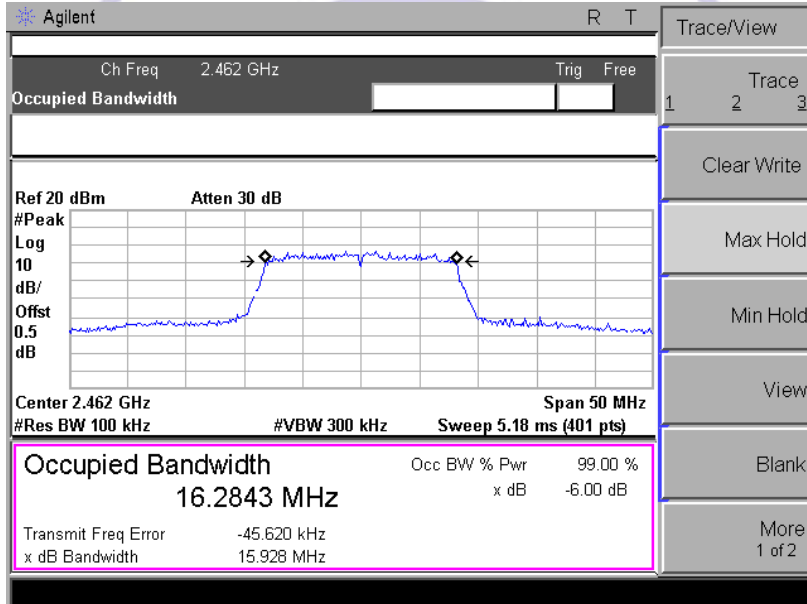 Agilent R T
Trace/View
Ch Freq 2.462 GHz Trig Free
Occupied Bandwidth
Trace
1 2 3
Clear Write
Max Hold
Min Hold
View
Blank
More
1 of 2
Ref 20 dBm Atten 30 dB
#Peak
Log
10
dB/
Offst
0.5
dB
Center 2.462 GHz Span 50 MHz
#Res BW 100 kHz #VBW 300 kHz Sweep 5.18 ms (401 pts)
Occupied Bandwidth Occ BW % Pwr 99.00 %
16.2843 MHz x dB -6.00 dB
Transmit Freq Error -45.620 kHz
x dB Bandwidth 15.928 MHz